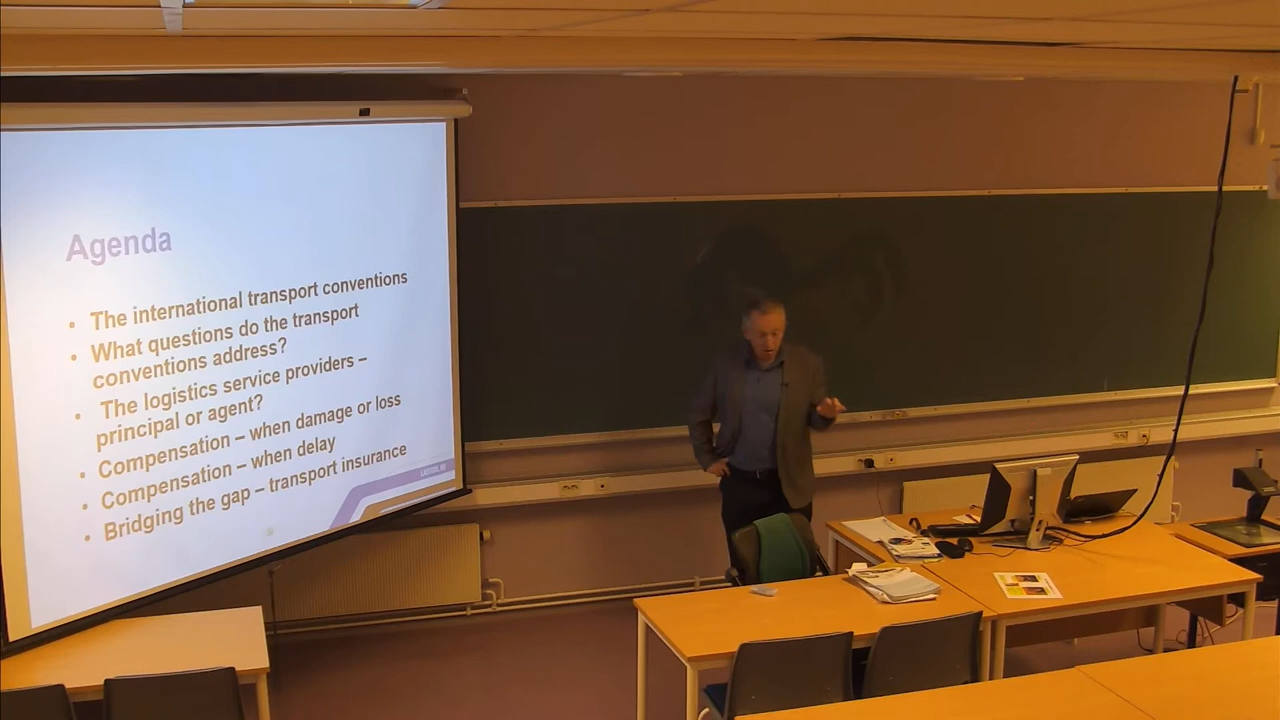 Agenda
• The international transport conventions
• What questions do the transport
conventions address?
• The logistics service providers –
principal or agent?
• Compensation – when damage or loss
• Compensation – when delay
• Bridging the gap – transport insurance